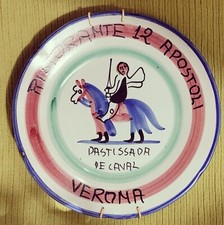 RISTORANTE 12 APOSTOLI
PASTISSADA
DE CAVAL
VERONA